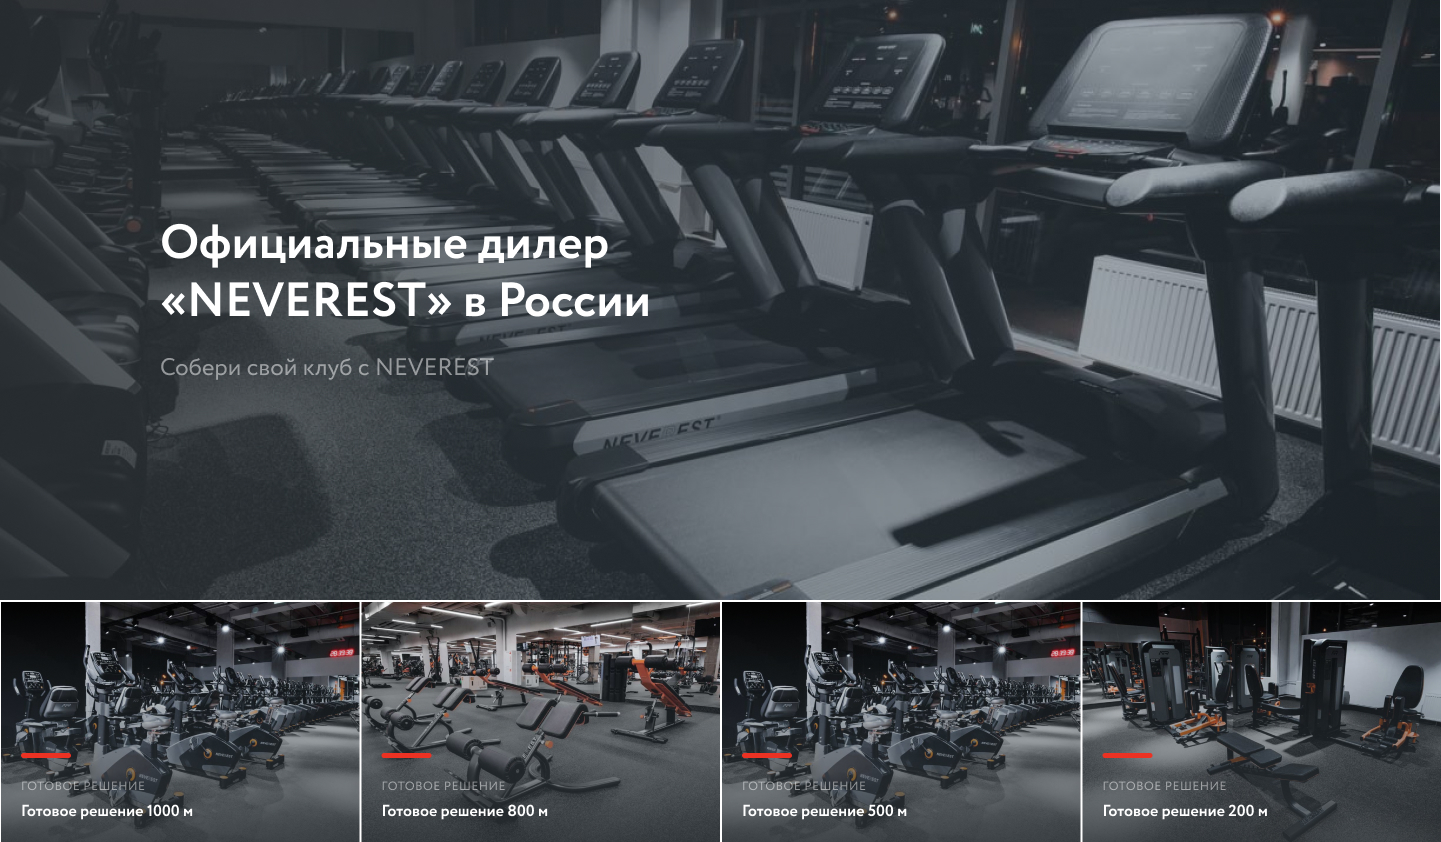 Официальные дилер
«NEVEREST» в России
Собери свой клуб с NEVEREST
NEVEREST
ГОТОВОЕ РЕШЕНИЕ
Готовое решение 1000 м
ГОТОВОЕ РЕШЕНИЕ
Готовое решение 800 м
ГОТОВОЕ РЕШЕНИЕ
Готовое решение 500 м
ГОТОВОЕ РЕШЕНИЕ
Готовое решение 200 м